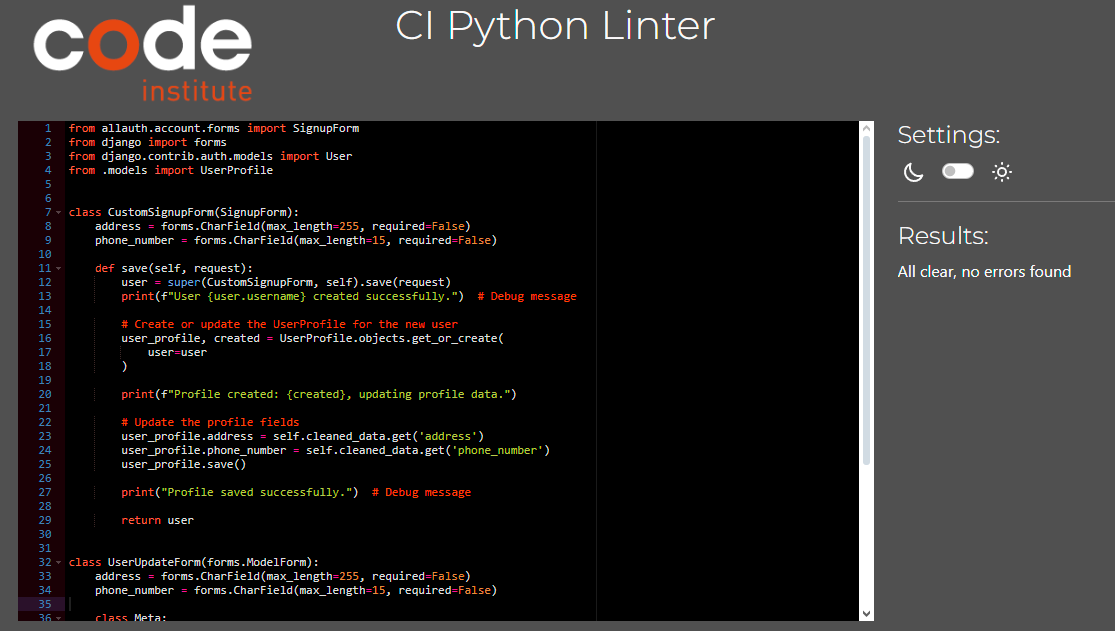 code
institute
CI Python Linter
1 from allauth.account.forms import SignupForm
2 from django import forms
3 from django.contrib.auth.models import User
4 from .models import UserProfile
5
6
7 class CustomSignupForm(SignupForm):
8     address = forms.CharField(max_length=255, required=False)
9     phone_number = forms.CharField(max_length=15, required=False)
10
11     def save(self, request):
12         user = super(CustomSignupForm, self).save(request)
13         print(f"User {user.username} created successfully.")  # Debug message
14
15         # Create or update the UserProfile for the new user
16         user_profile, created = UserProfile.objects.get_or_create(
17             user=user
18         )
19
20         print(f"Profile created: {created}, updating profile data.")
21
22         # Update the profile fields
23         user_profile.address = self.cleaned_data.get('address')
24         user_profile.phone_number = self.cleaned_data.get('phone_number')
25         user_profile.save()
26
27         print("Profile saved successfully.")  # Debug message
28
29         return user
30
31
32 class UserUpdateForm(forms.ModelForm):
33     address = forms.CharField(max_length=255, required=False)
34     phone_number = forms.CharField(max_length=15, required=False)
35
36     class Meta:
Settings:
Results:
All clear, no errors found